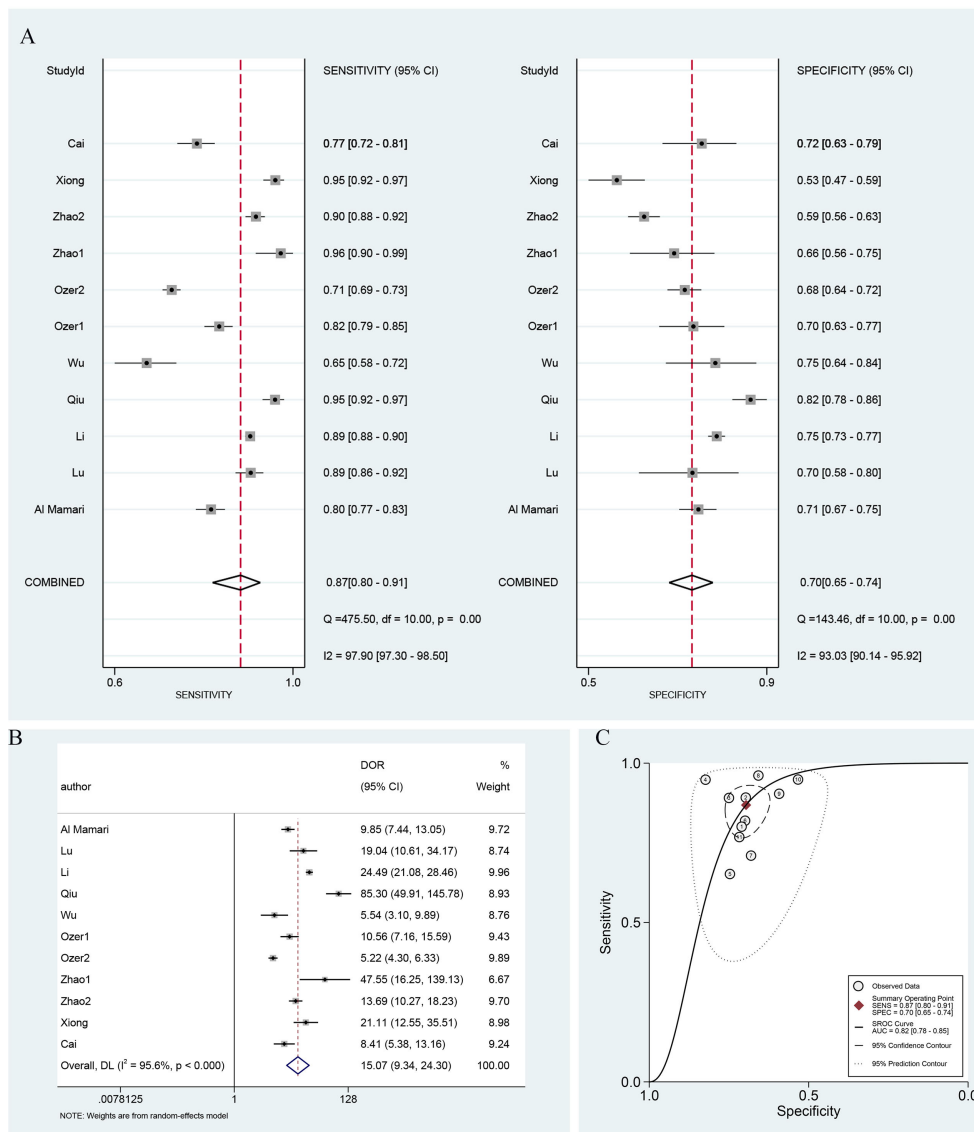 A
StudyId SENSITIVITY (95% CI) StudyId SPECIFICITY (95% CI)
Cai 0.77 [0.72 - 0.81] Cai 0.72 [0.63 - 0.79]
Xiong 0.95 [0.92 - 0.97] Xiong 0.53 [0.47 - 0.59]
Zhao2 0.90 [0.88 - 0.92] Zhao2 0.59 [0.56 - 0.63]
Zhao1 0.96 [0.90 - 0.99] Zhao1 0.66 [0.56 - 0.75]
Ozer2 0.71 [0.69 - 0.73] Ozer2 0.68 [0.64 - 0.72]
Ozer1 0.82 [0.79 - 0.85] Ozer1 0.70 [0.63 - 0.77]
Wu 0.65 [0.58 - 0.72] Wu 0.75 [0.64 - 0.84]
Qiu 0.95 [0.92 - 0.97] Qiu 0.82 [0.78 - 0.86]
Li 0.89 [0.88 - 0.90] Li 0.75 [0.73 - 0.77]
Lu 0.89 [0.86 - 0.92] Lu 0.70 [0.58 - 0.80]
Al Mamari 0.80 [0.77 - 0.83] Al Mamari 0.71 [0.67 - 0.75]
COMBINED 0.87[0.80 - 0.91] COMBINED 0.70[0.65 - 0.74]
Q =475.50, df = 10.00, p = 0.00 Q =143.46, df = 10.00, p = 0.00
I2 = 97.90 [97.30 - 98.50] I2 = 93.03 [90.14 - 95.92]
0.6 1.0 0.5 0.9
SENSITIVITY SPECIFICITY
B
DOR %
author (95% CI) Weight
Al Mamari 9.85 (7.44, 13.05) 9.72
Lu 19.04 (10.61, 34.17) 8.74
Li 24.49 (21.08, 28.46) 9.96
Qiu 85.30 (49.91, 145.78) 8.93
Wu 5.54 (3.10, 9.89) 8.76
Ozer1 10.56 (7.16, 15.59) 9.43
Ozer2 5.22 (4.30, 6.33) 9.89
Zhao1 47.55 (16.25, 139.13) 6.67
Zhao2 13.69 (10.27, 18.23) 9.70
Xiong 21.11 (12.55, 35.51) 8.98
Cai 8.41 (5.38, 13.16) 9.24
Overall, DL (I² = 95.6%, p < 0.000) 15.07 (9.34, 24.30) 100.00
.0078125 1 128
NOTE: Weights are from random-effects model
C
1.0
4 10
9
2
1
11
7
5
Sensitivity
0.5
Observed Data
Summary Operating Point
SENS = 0.87 [0.80 - 0.91]
SPEC = 0.70 [0.65 - 0.74]
SROC Curve
AUC = 0.82 [0.78 - 0.85]
95% Confidence Contour
95% Prediction Contour
0.0
1.0 0.5 0.0
Specificity